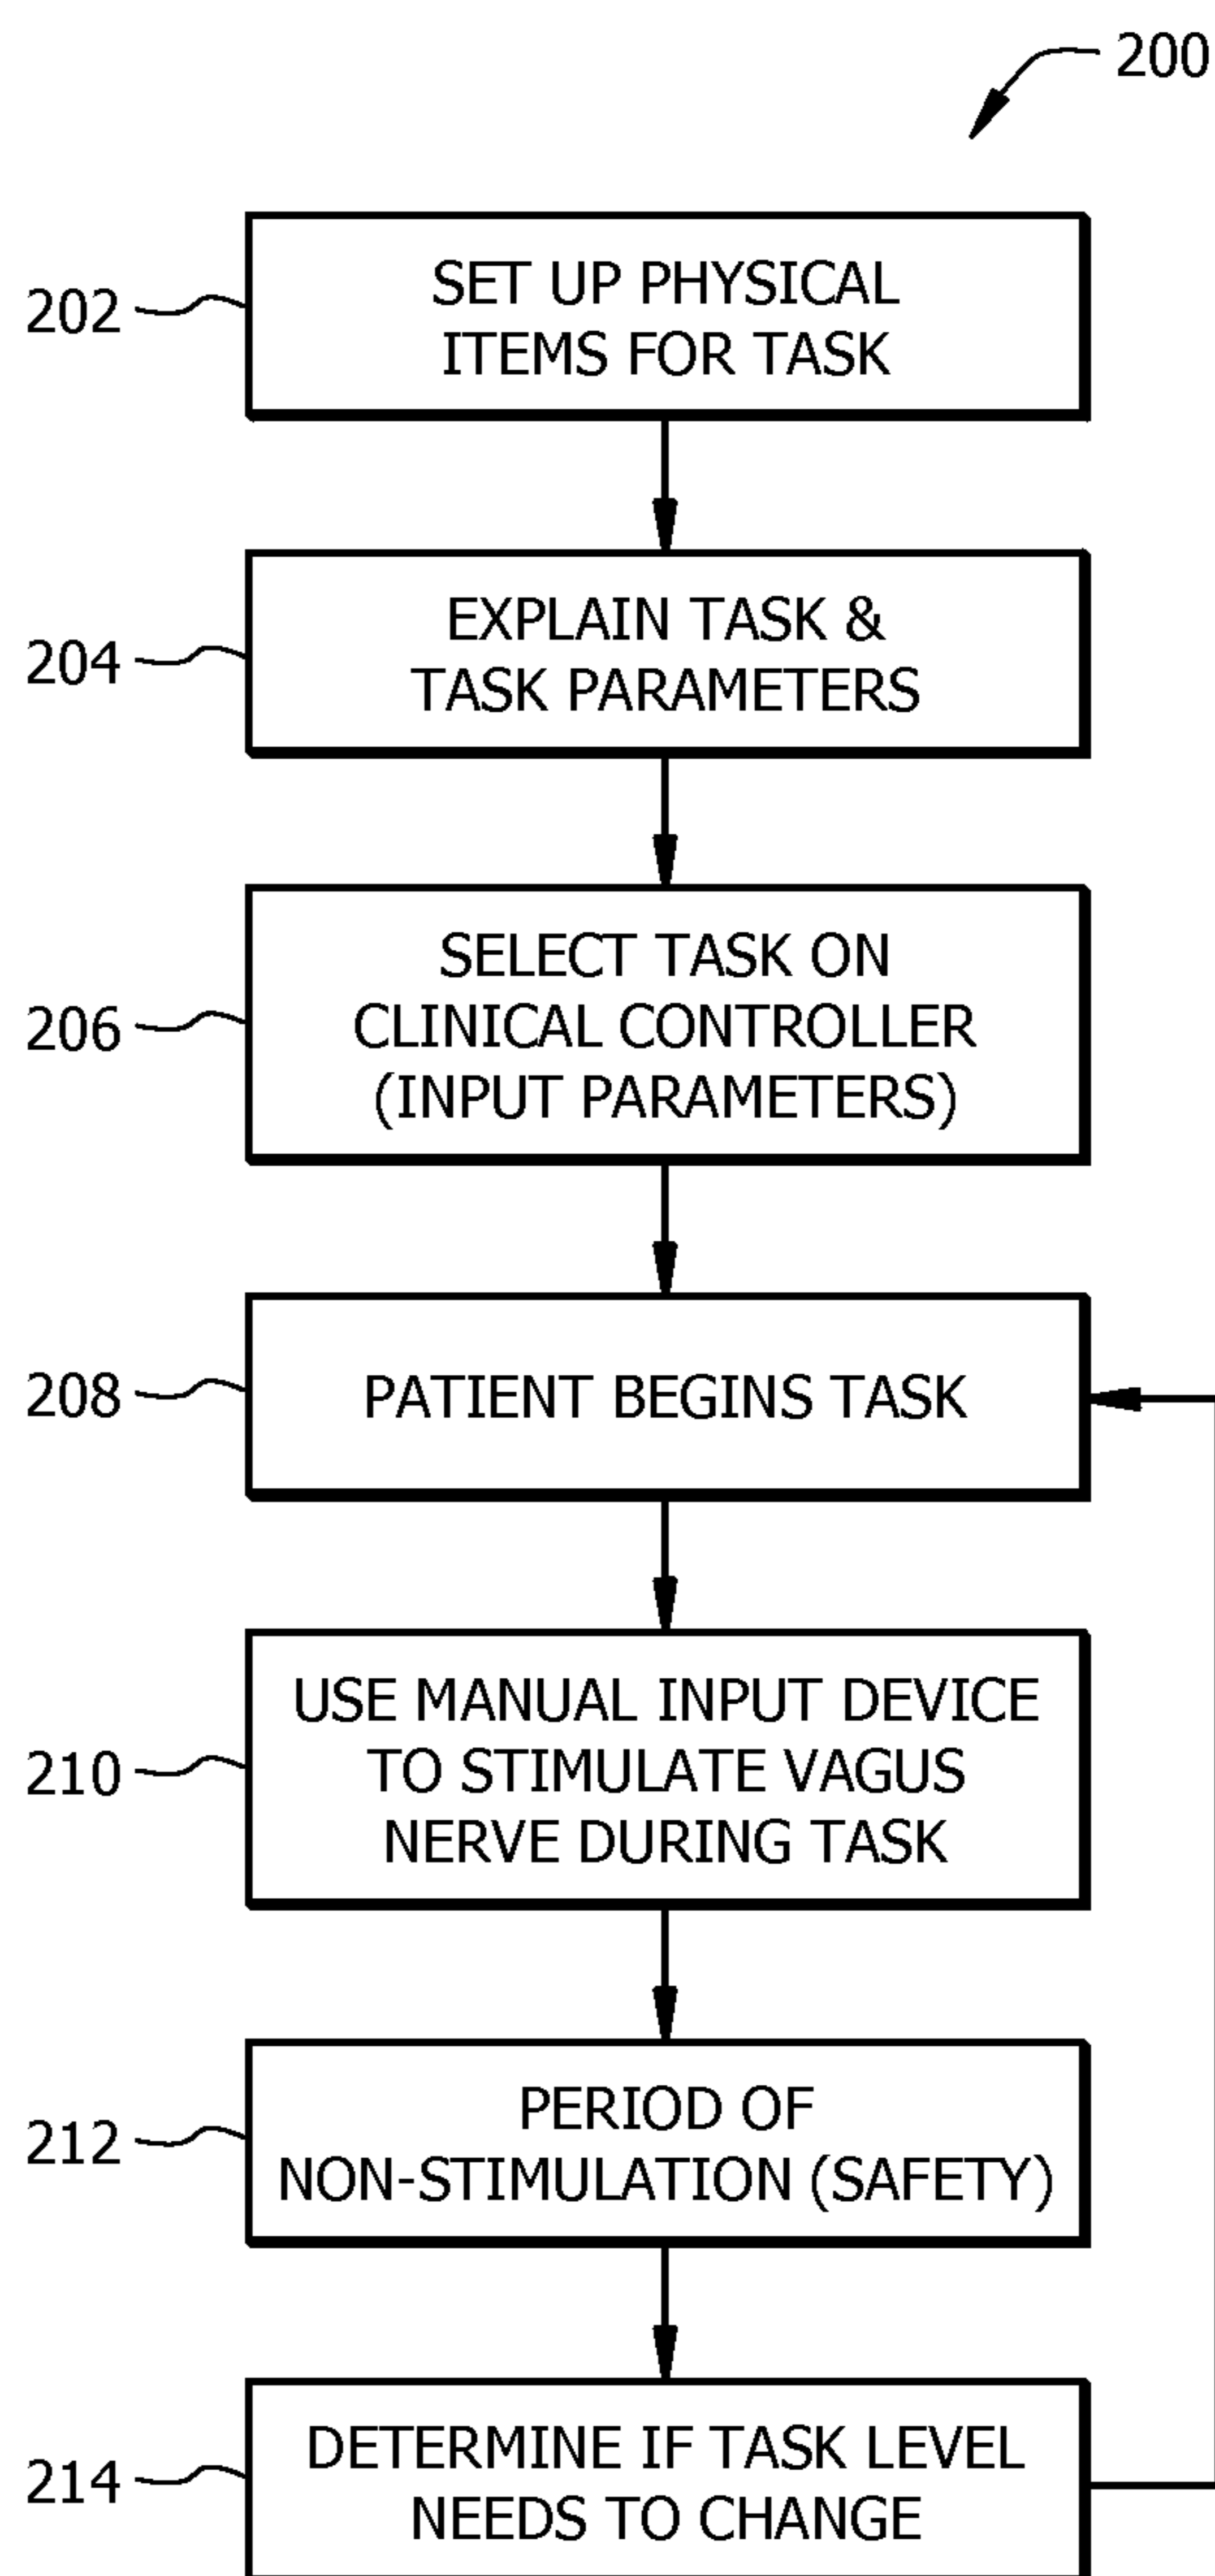 200
202
SET UP PHYSICAL
ITEMS FOR TASK
204
EXPLAIN TASK &
TASK PARAMETERS
206
SELECT TASK ON
CLINICAL CONTROLLER
(INPUT PARAMETERS)
208
PATIENT BEGINS TASK
210
USE MANUAL INPUT DEVICE
TO STIMULATE VAGUS
NERVE DURING TASK
212
PERIOD OF
NON-STIMULATION (SAFETY)
214
DETERMINE IF TASK LEVEL
NEEDS TO CHANGE